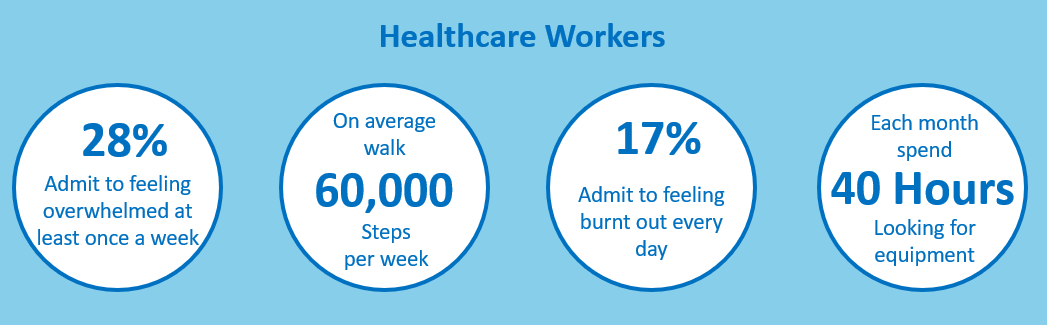 Healthcare Workers
28%
Admit to feeling
overwhelmed at
least once a week
On average
walk
60,000
Steps
per week
17%
Admit to feeling
burnt out every
day
Each month
spend
40 Hours
Looking for
equipment